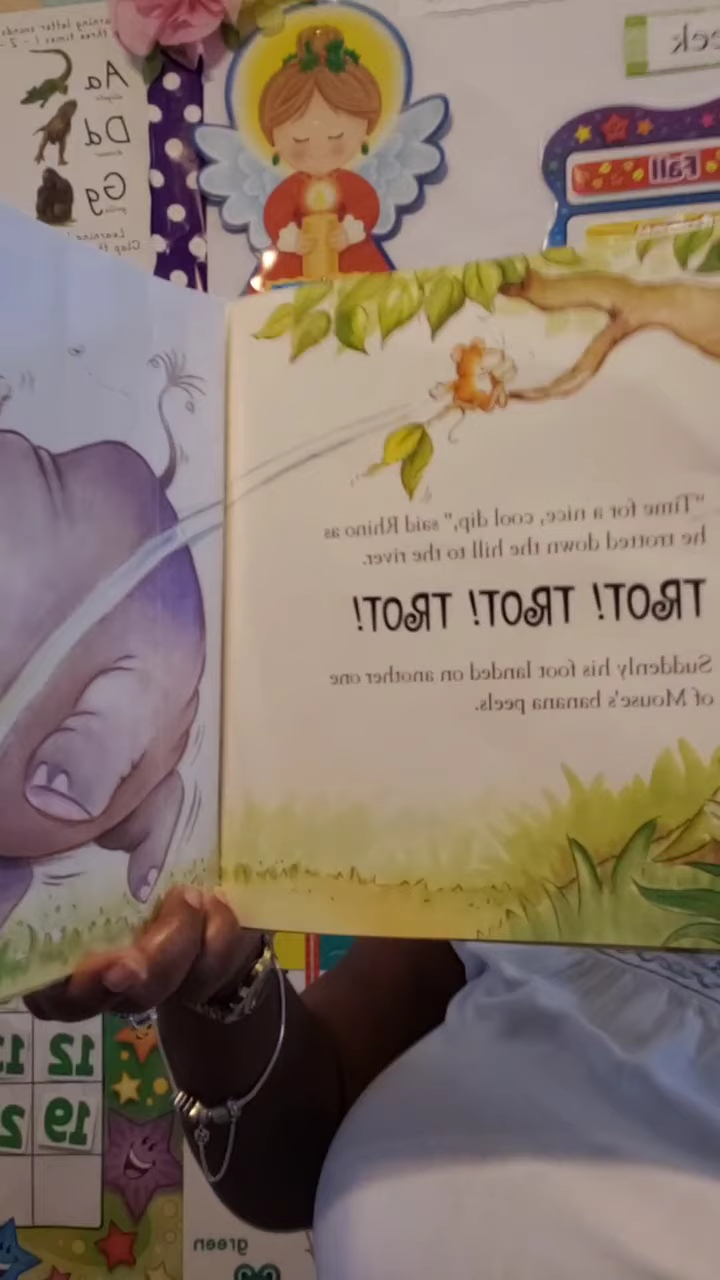 Aa
Dd
Gg
Fall
"Time for a nice, cool dip," said Rhino as
he trotted down the hill to the river.
TROT! TROT! TROT!
Suddenly his foot landed on another one
of Mouse's banana peels.
12
19
green